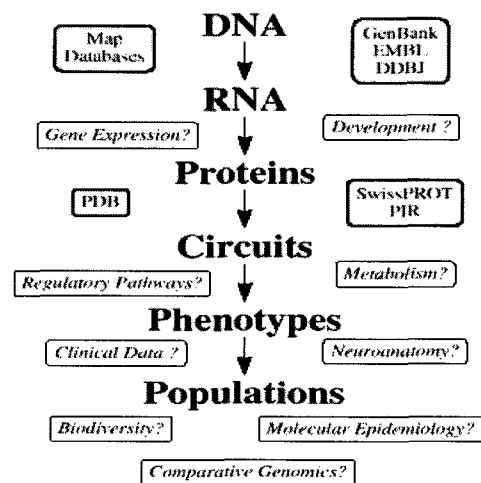 DNA
Map
Databases
GenBank
EMBL
DDBJ
RNA
Gene Expression?
Development ?
Proteins
PDB
SwissPROT
PIR
Circuits
Regulatory Pathways?
Metabolism?
Phenotypes
Clinical Data ?
Neuroanatomy?
Populations
Biodiversity?
Molecular Epidemiology?
Comparative Genomics?